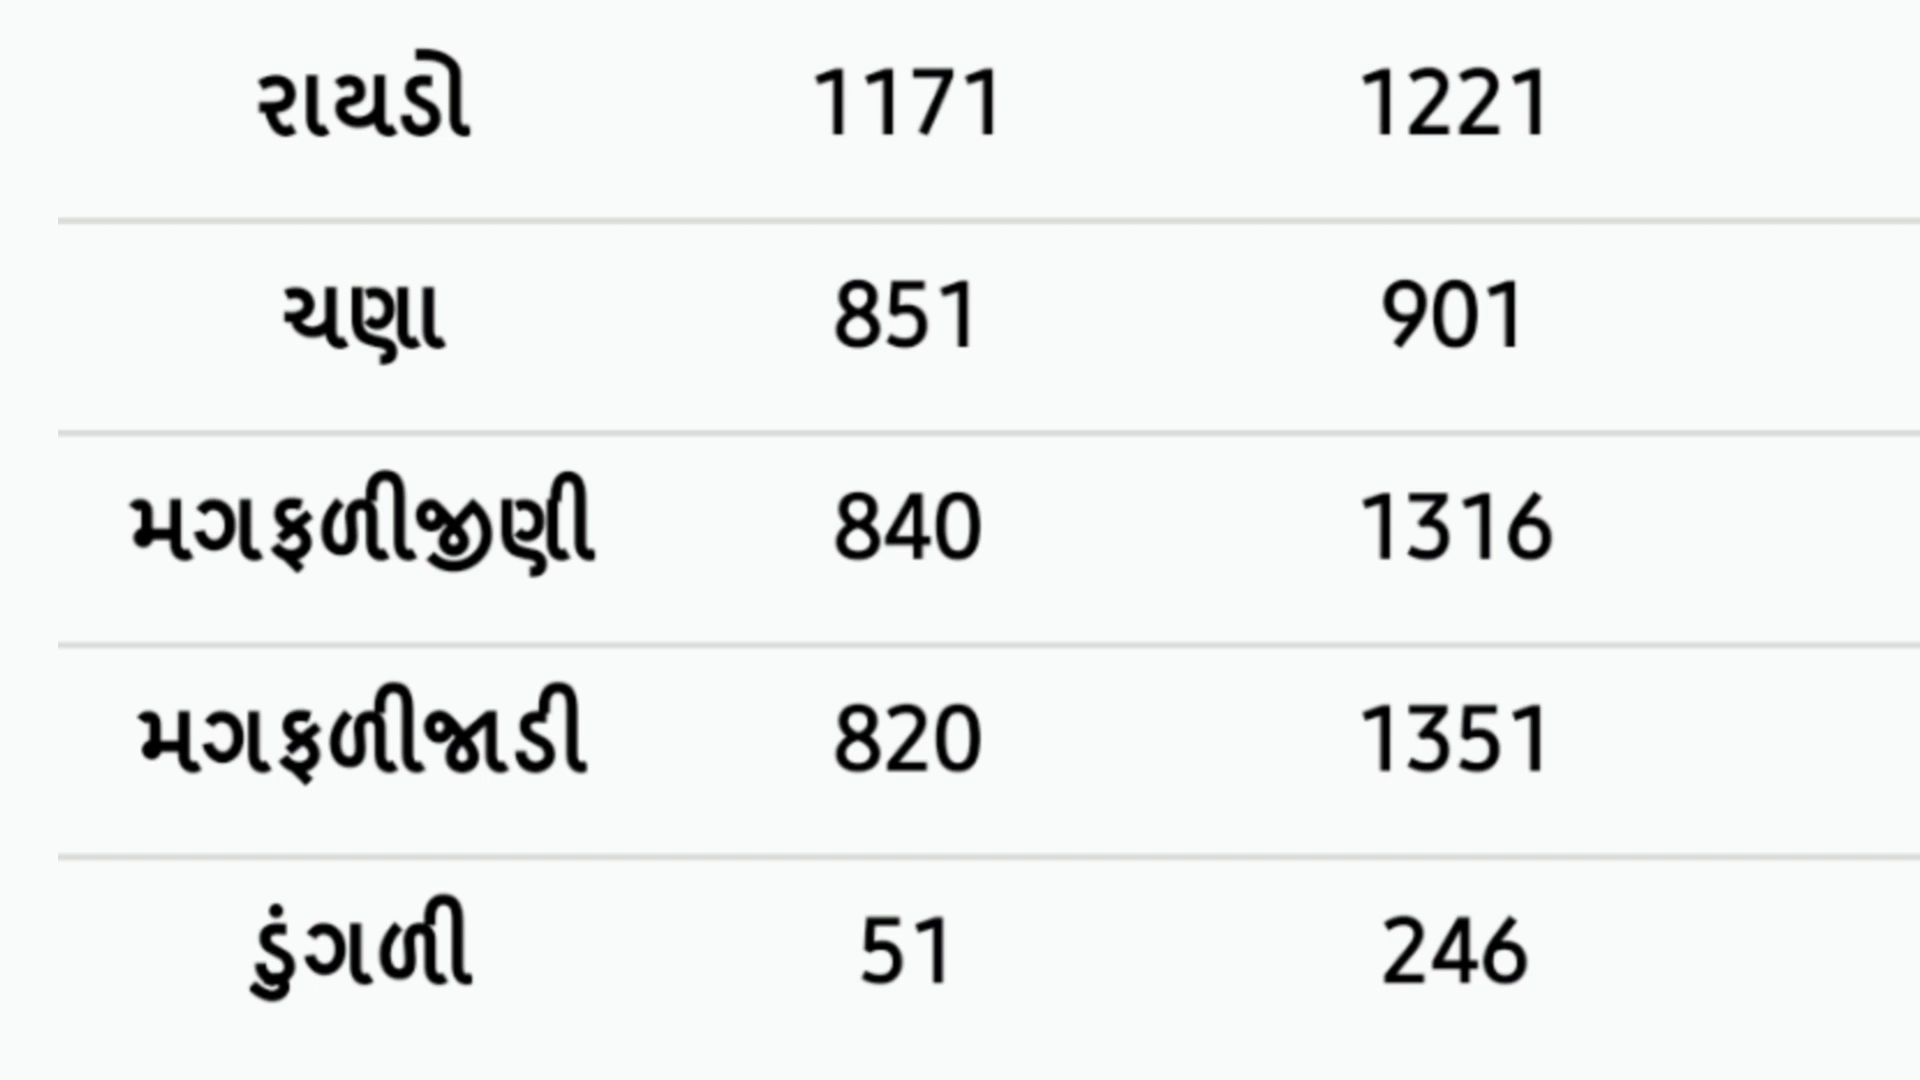 રાયડો 1171 1221
ચણા 851 901
મગફળીજીણી 840 1316
મગફળીજાડી 820 1351
ડુંગળી 51 246